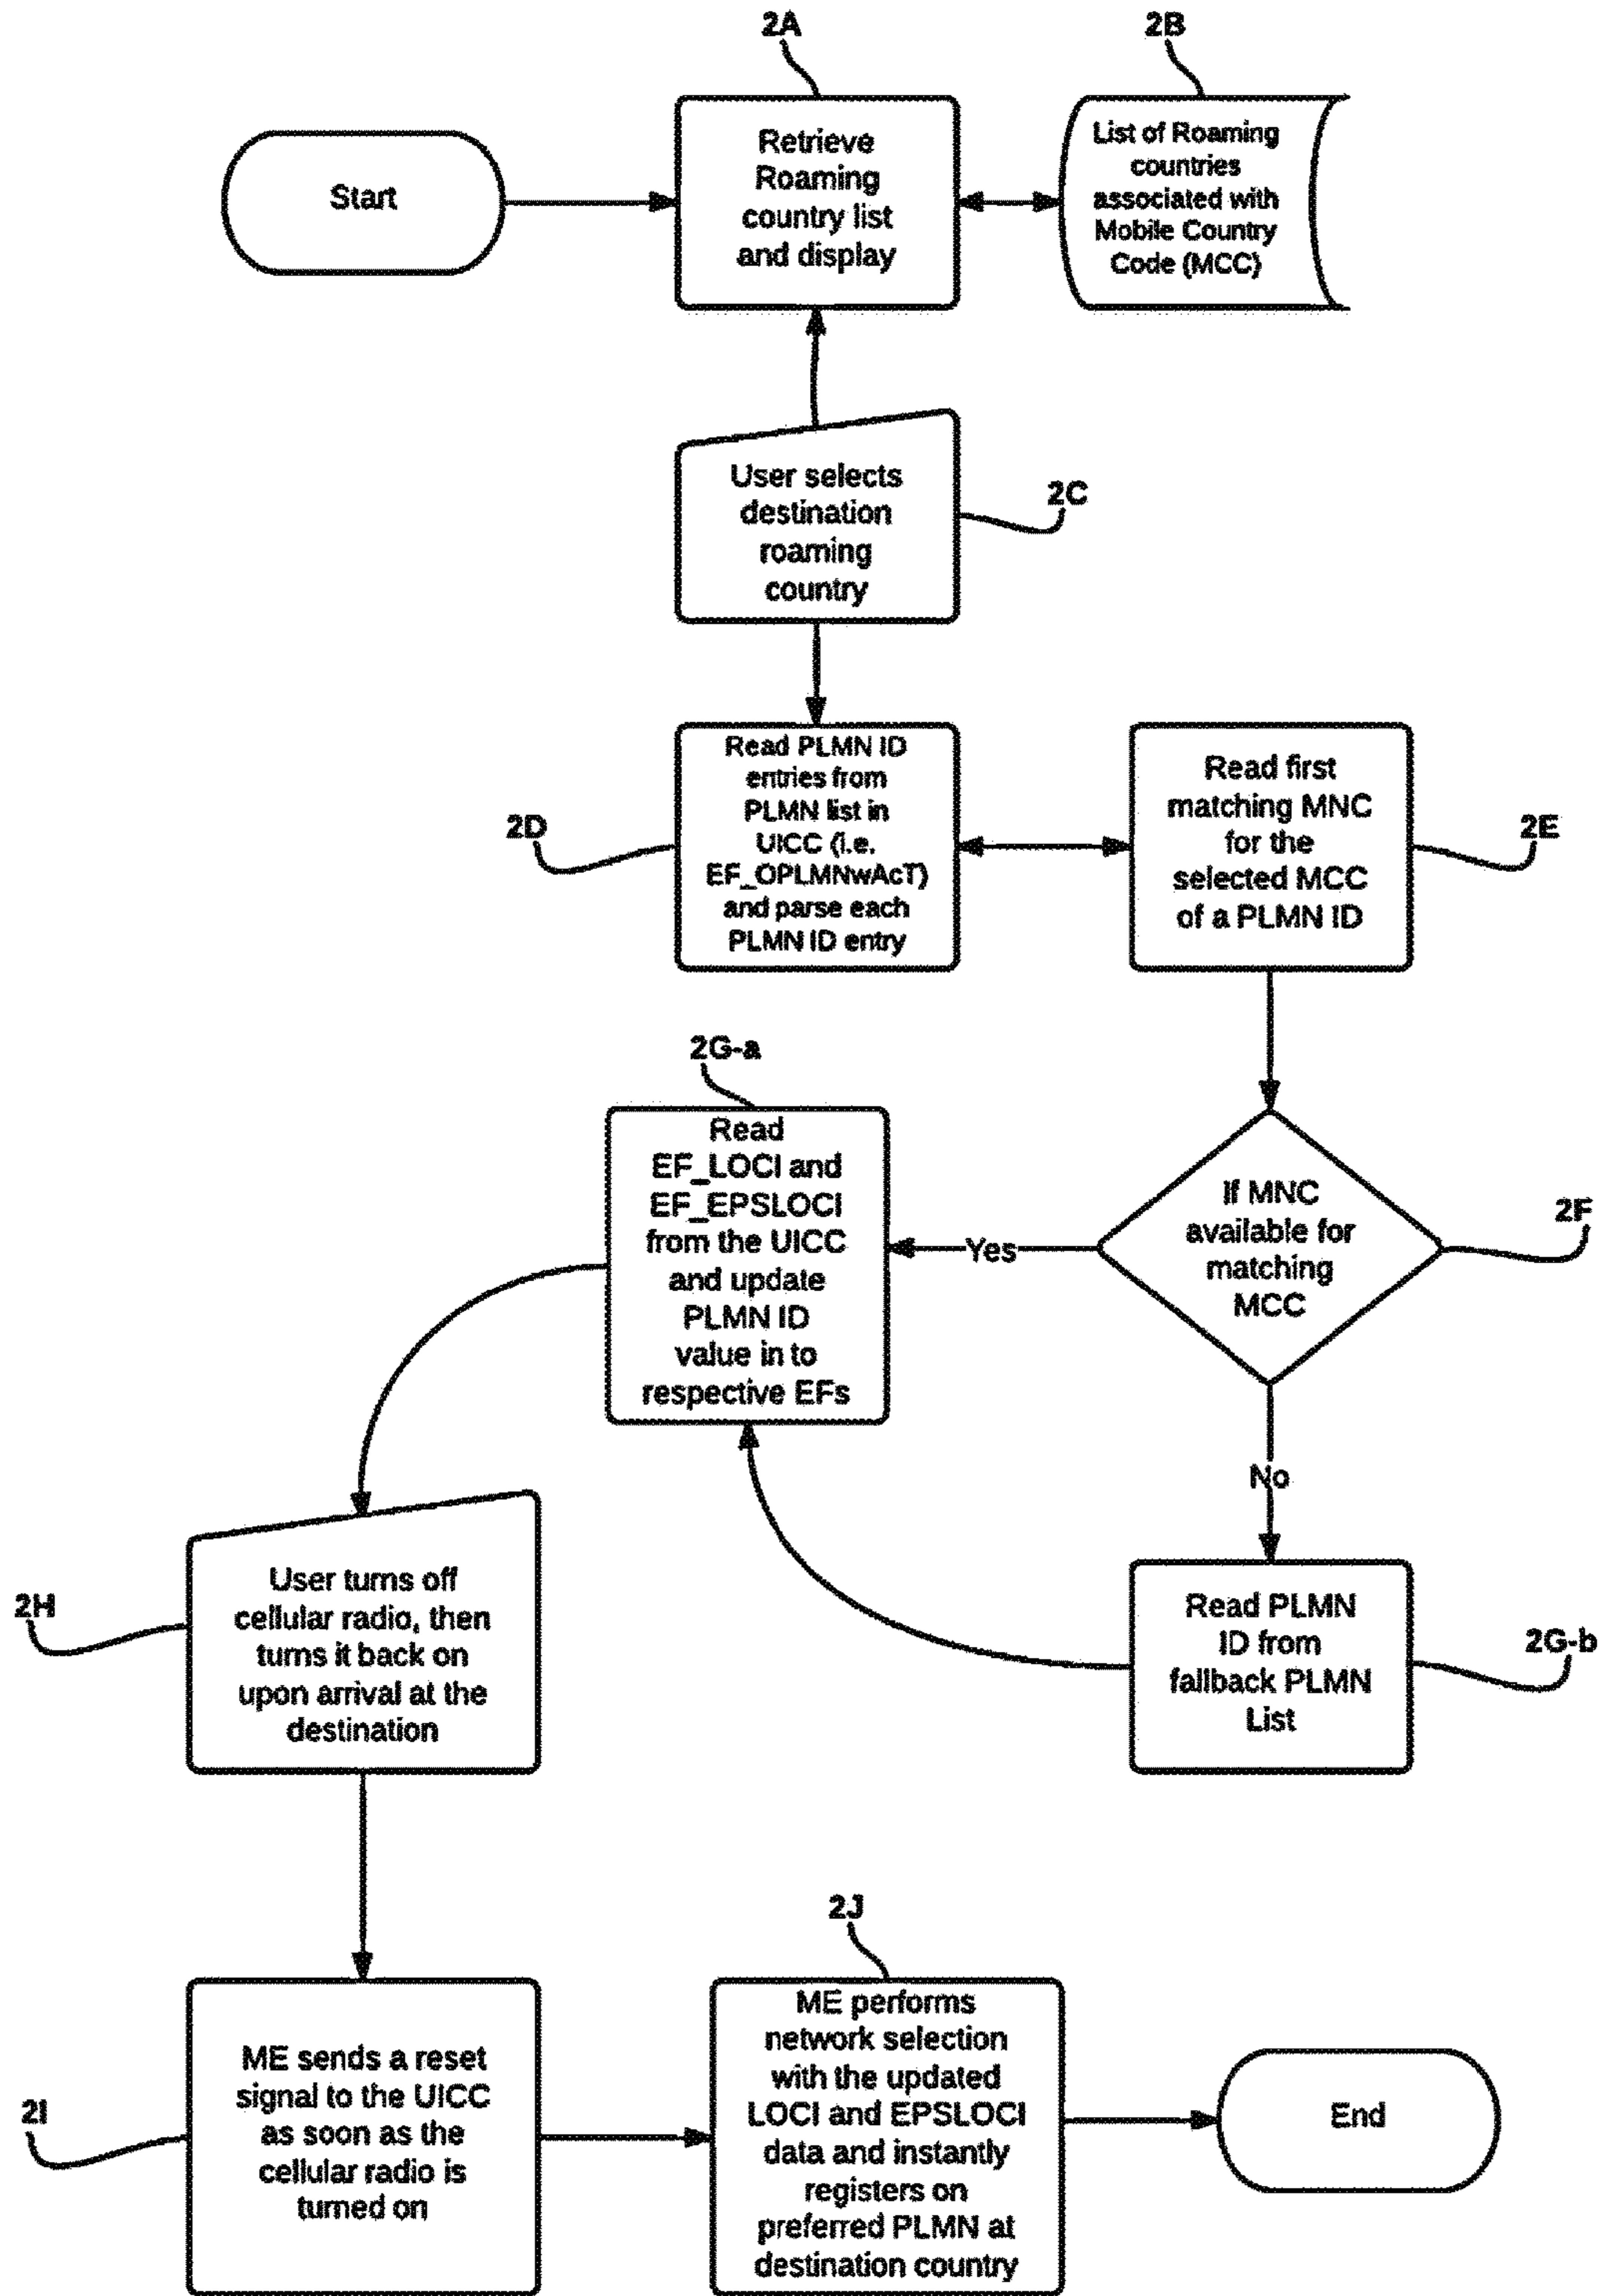 2A
2B
Start
Retrieve
Roaming
country list
and display
List of Roaming
countries
associated with
Mobile Country
Code (MCC)
User selects
destination
roaming
country
2C
2D
Read PLMN ID
entries from
PLMN list in
UICC (i.e.
EF_OPLMNwAcT)
and parse each
PLMN ID entry
Read first
matching MNC
for the
selected MCC
of a PLMN ID
2E
2G-a
Read
EF_LOCI and
EF_EPSLOCI
from the UICC
and update
PLMN ID
value in to
respective EFs
Yes
If MNC
available for
matching
MCC
2F
No
2H
User turns off
cellular radio, then
turns it back on
upon arrival at the
destination
Read PLMN
ID from
fallback PLMN
List
2G-b
2I
ME sends a reset
signal to the UICC
as soon as the
cellular radio is
turned on
2J
ME performs
network selection
with the updated
LOCI and EPSLOCI
data and instantly
registers on
preferred PLMN at
destination country
End